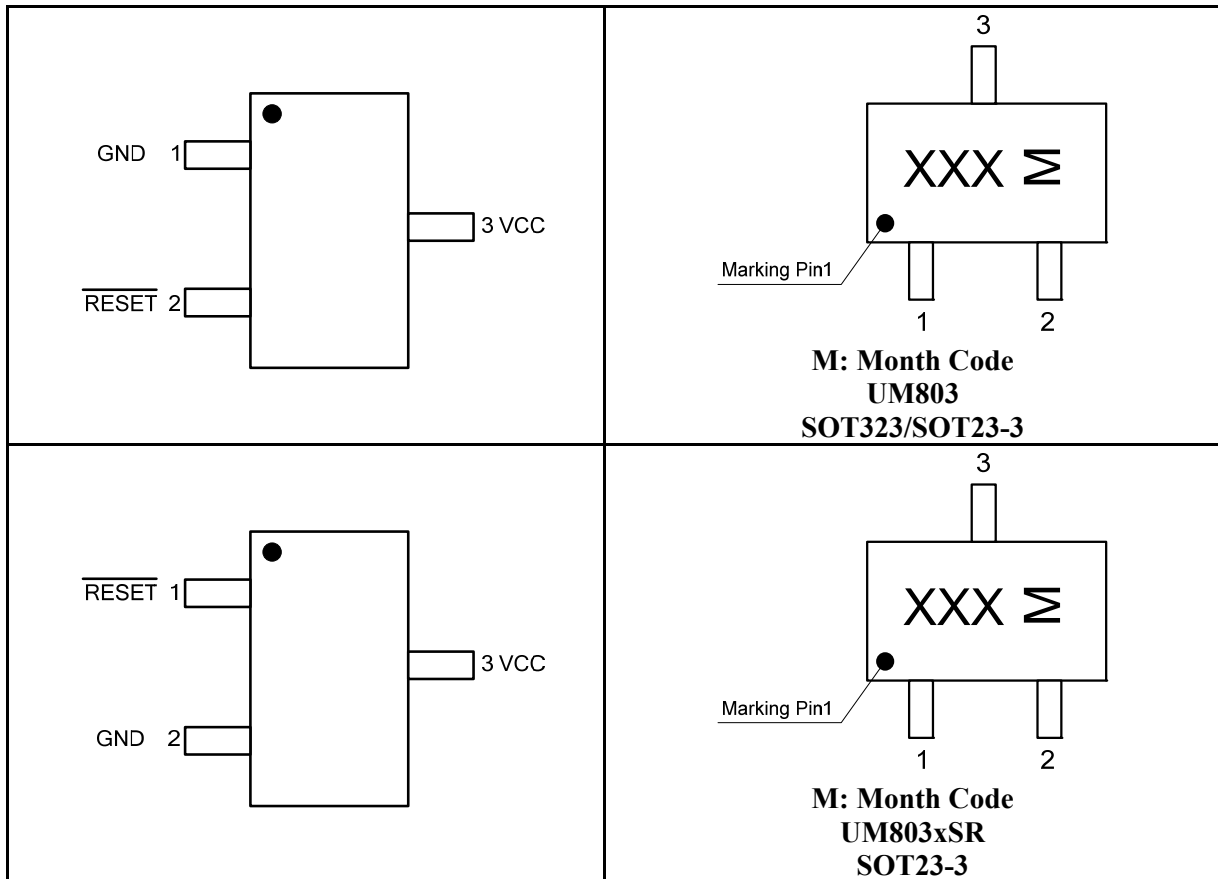 GND 1
3 VCC
RESET 2
3
XXX M
Marking Pin1
1 2
M: Month Code
UM803
SOT323/SOT23-3
RESET 1
3 VCC
GND 2
3
XXX M
Marking Pin1
1 2
M: Month Code
UM803xSR
SOT23-3